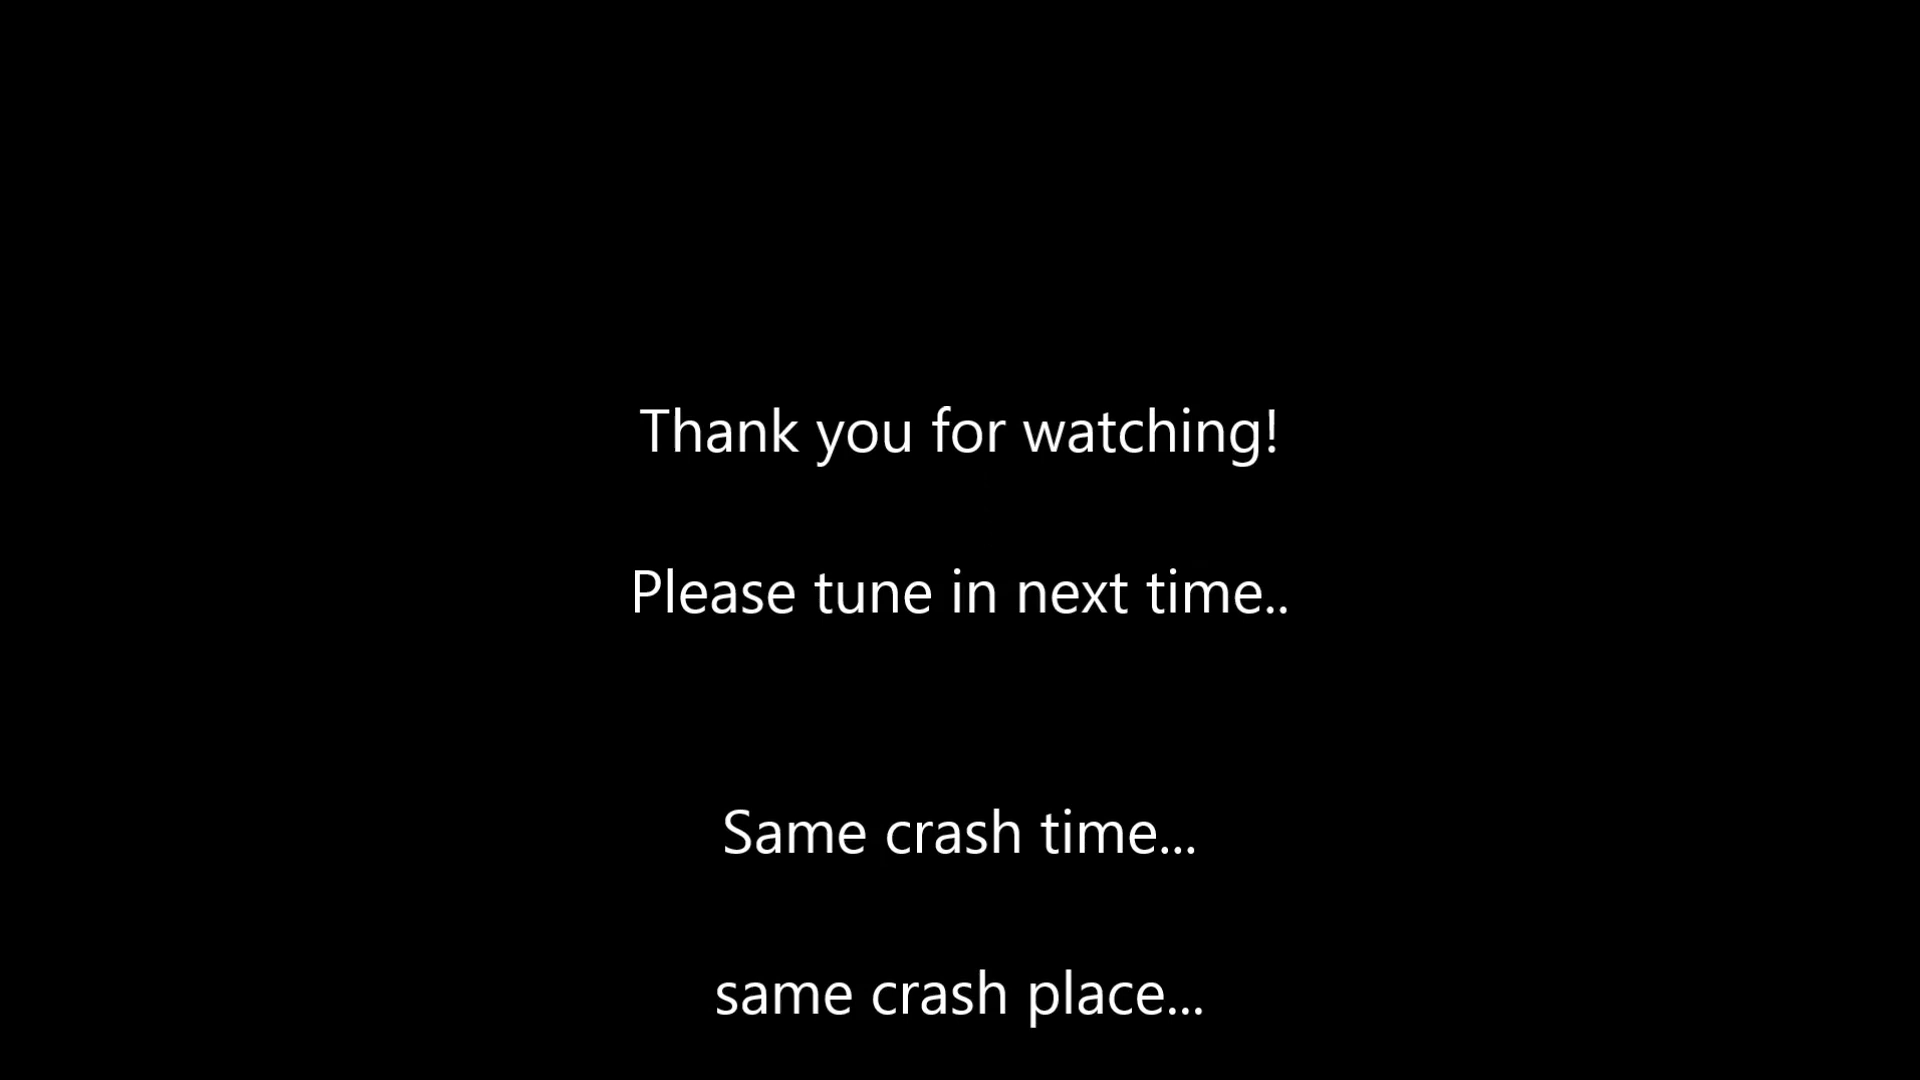 Thank you for watching!
Please tune in next time..
Same crash time...
same crash place...